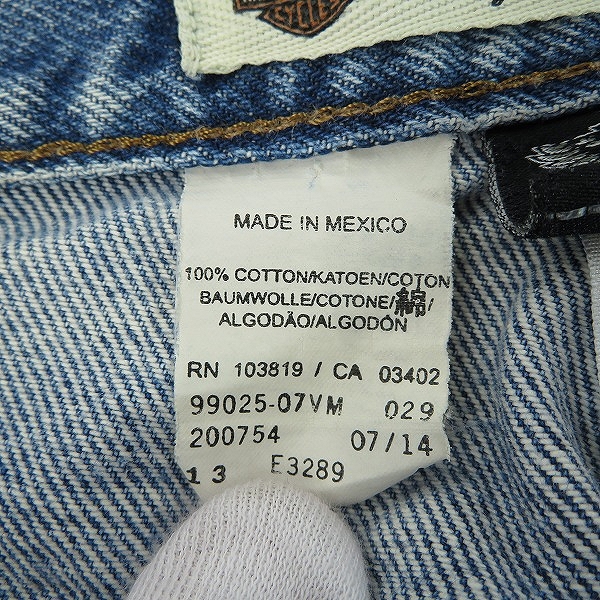 CYCLES
MADE IN MEXICO
100% COTTON/KATOEN/COTON
BAUMWOLLE/COTONE/綿/
ALGODÃO/ALGODÓN
RN 103819 / CA 03402
99025-07VM 029
200754 07/14
13 E3289